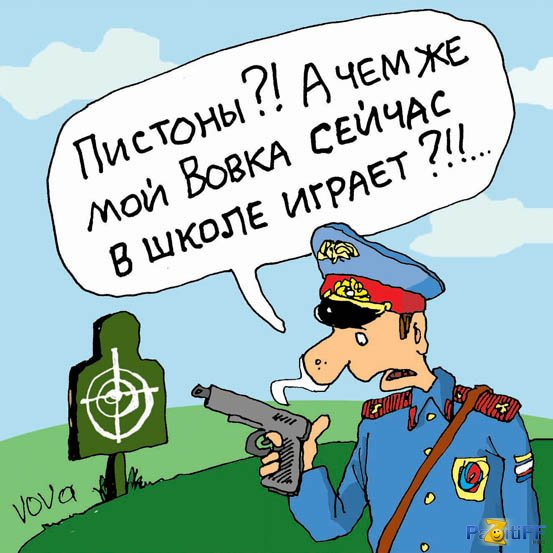 Пистоны?! А чем же
мой Вовка сейчас
в школе играет?!!...
vova
PozitiFF